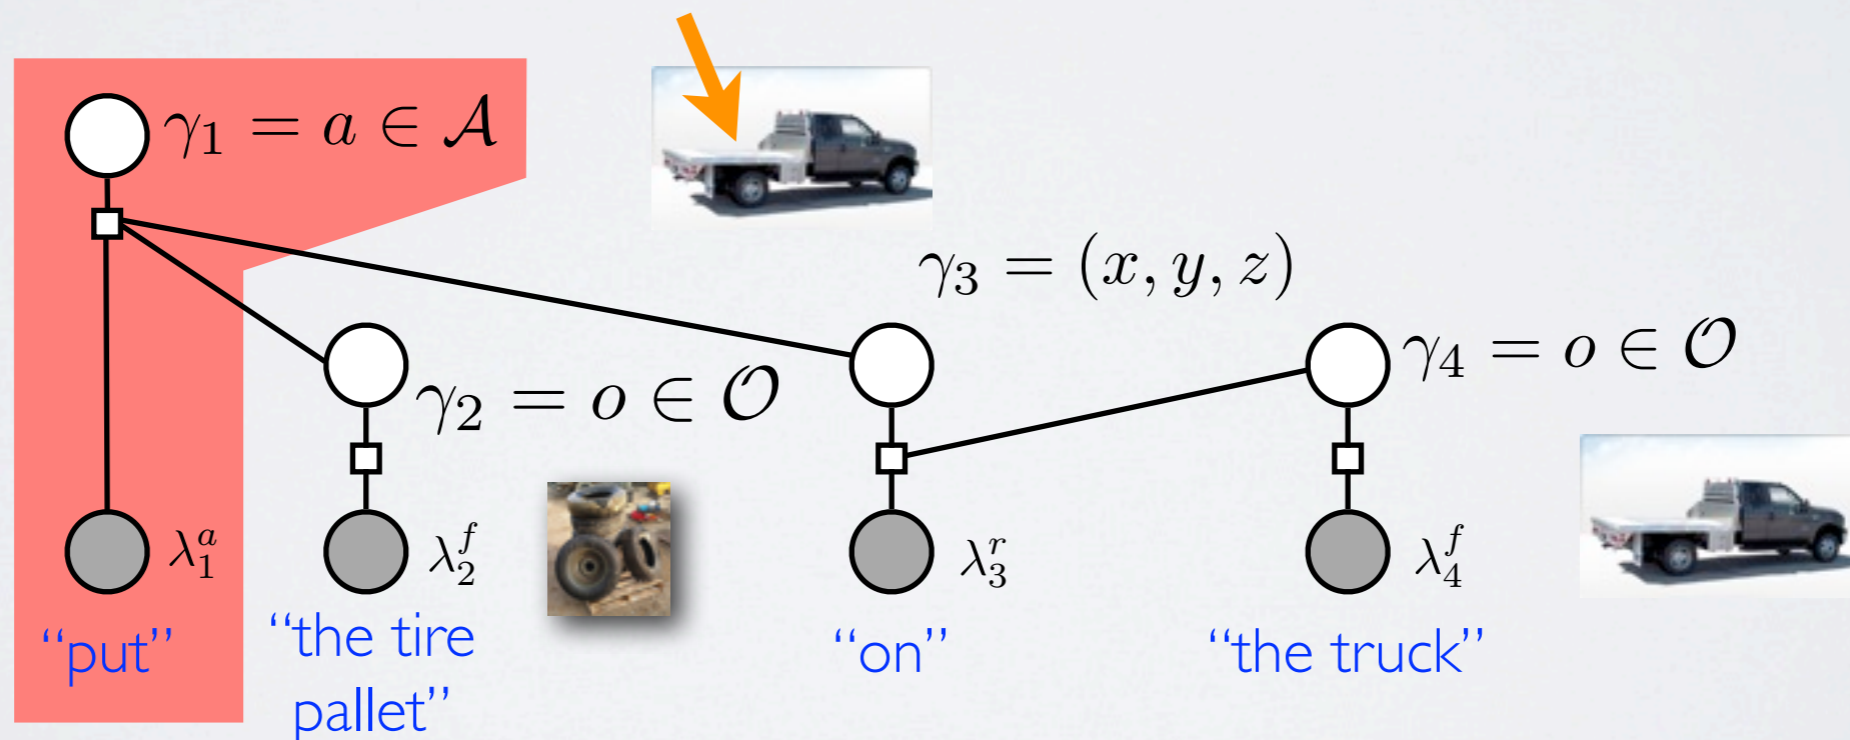 γ₁ = a ∈ 𝒜
γ₃ = (x, y, z)
γ₂ = o ∈ 𝒪
γ₄ = o ∈ 𝒪
λ₁ᵃ
λ₂ᶠ
λ₃ʳ
λ₄ᶠ
“put”
“the tire
pallet”
“on”
“the truck”